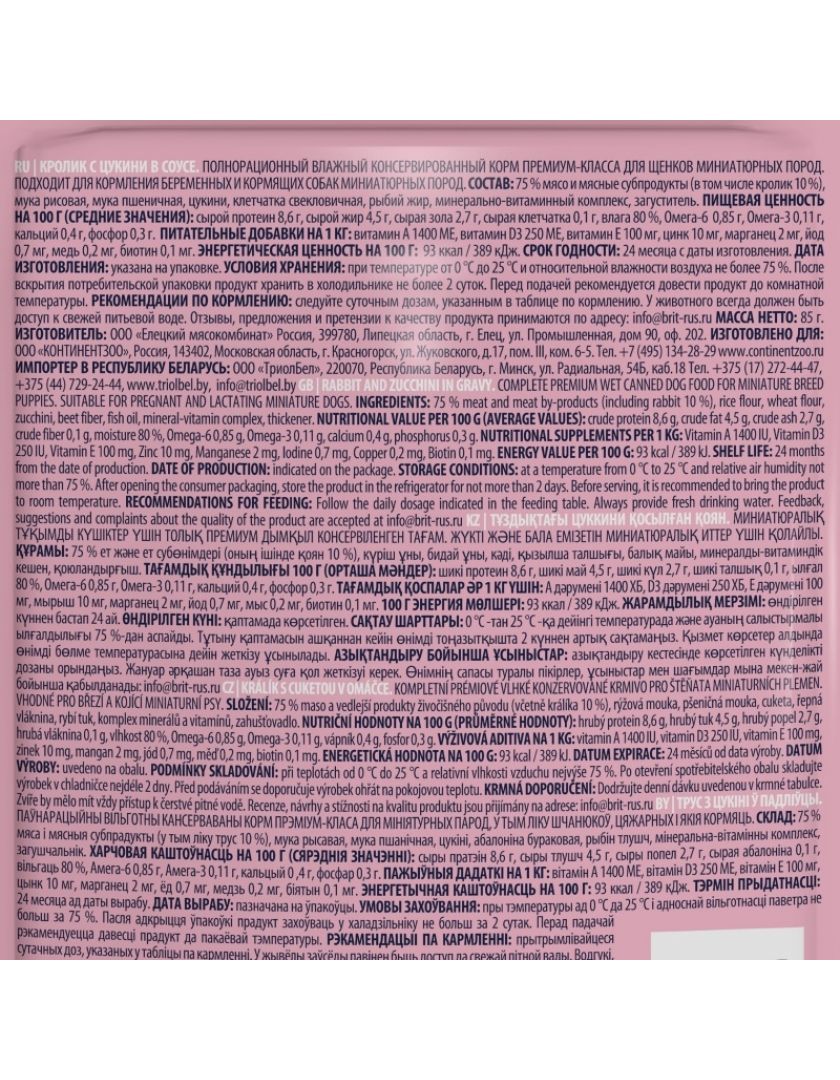 RU | КРОЛИК С ЦУКИНИ В СОУСЕ. ПОЛНОРАЦИОННЫЙ ВЛАЖНЫЙ КОНСЕРВИРОВАННЫЙ КОРМ ПРЕМИУМ-КЛАССА ДЛЯ ЩЕНКОВ МИНИАТЮРНЫХ ПОРОД.
ПОДХОДИТ ДЛЯ КОРМЛЕНИЯ БЕРЕМЕННЫХ И КОРМЯЩИХ СОБАК МИНИАТЮРНЫХ ПОРОД. СОСТАВ: 75 % мясо и мясные субпродукты (в том числе кролик 10 %),
мука рисовая, мука пшеничная, цукини, клетчатка свекловичная, рыбий жир, минерально-витаминный комплекс, загуститель. ПИЩЕВАЯ ЦЕННОСТЬ
НА 100 Г (СРЕДНИЕ ЗНАЧЕНИЯ): сырой протеин 8,6 г, сырой жир 4,5 г, сырая зола 2,7 г, сырая клетчатка 0,1 г, влага 80 %, Омега-6 0,85 г, Омега-3 0,11 г,
кальций 0,4 г, фосфор 0,3 г. ПИТАТЕЛЬНЫЕ ДОБАВКИ НА 1 КГ: витамин А 1400 МЕ, витамин D3 250 МЕ, витамин Е 100 мг, цинк 10 мг, марганец 2 мг, йод
0,7 мг, медь 0,2 мг, биотин 0,1 мг. ЭНЕРГЕТИЧЕСКАЯ ЦЕННОСТЬ НА 100 Г: 93 ккал / 389 кДж. СРОК ГОДНОСТИ: 24 месяца с даты изготовления. ДАТА
ИЗГОТОВЛЕНИЯ: указана на упаковке. УСЛОВИЯ ХРАНЕНИЯ: при температуре от 0 °С до 25 °С и относительной влажности воздуха не более 75 %. После
вскрытия потребительской упаковки продукт хранить в холодильнике не более 2 суток. Перед подачей рекомендуется довести продукт до комнатной
температуры. РЕКОМЕНДАЦИИ ПО КОРМЛЕНИЮ: следуйте суточным дозам, указанным в таблице по кормлению. У животного всегда должен быть
доступ к свежей питьевой воде. Отзывы, предложения и претензии к качеству продукта принимаются по адресу: info@brit-rus.ru МАССА НЕТТО: 85 г.
ИЗГОТОВИТЕЛЬ: ООО «Елецкий мясокомбинат» Россия, 399780, Липецкая область, г. Елец, ул. Промышленная, дом 90, оф. 202. ИЗГОТОВЛЕНО ДЛЯ:
ООО «КОНТИНЕНТЗОО», Россия, 143402, Московская область, г. Красногорск, ул. Жуковского, д.17, пом. III, ком. 6-5. Тел. +7 (495) 134-28-29 www.continentzoo.ru
ИМПОРТЕР В РЕСПУБЛИКУ БЕЛАРУСЬ: ООО «ТриолБел», 220070, Республика Беларусь, г. Минск, ул. Радиальная, 54Б, каб.18 Тел. +375 (17) 272-44-47,
+375 (44) 729-24-44, www.triolbel.by, info@triolbel.by GB | RABBIT AND ZUCCHINI IN GRAVY. COMPLETE PREMIUM WET CANNED DOG FOOD FOR MINIATURE BREED
PUPPIES. SUITABLE FOR PREGNANT AND LACTATING MINIATURE DOGS. INGREDIENTS: 75 % meat and meat by-products (including rabbit 10 %), rice flour, wheat flour,
zucchini, beet fiber, fish oil, mineral-vitamin complex, thickener. NUTRITIONAL VALUE PER 100 G (AVERAGE VALUES): crude protein 8,6 g, crude fat 4,5 g, crude ash 2,7 g,
crude fiber 0,1 g, moisture 80 %, Omega-6 0,85 g, Omega-3 0,11 g, calcium 0,4 g, phosphorus 0,3 g. NUTRITIONAL SUPPLEMENTS PER 1 KG: Vitamin A 1400 IU, Vitamin D3
250 IU, Vitamin E 100 mg, Zinc 10 mg, Manganese 2 mg, Iodine 0,7 mg, Copper 0,2 mg, Biotin 0,1 mg. ENERGY VALUE PER 100 G: 93 kcal / 389 kJ. SHELF LIFE: 24 months
from the date of production. DATE OF PRODUCTION: indicated on the package. STORAGE CONDITIONS: at a temperature from 0 °C to 25 °C and relative air humidity not
more than 75 %. After opening the consumer packaging, store the product in the refrigerator for not more than 2 days. Before serving, it is recommended to bring the product
to room temperature. RECOMMENDATIONS FOR FEEDING: Follow the daily dosage indicated in the feeding table. Always provide fresh drinking water. Feedback,
suggestions and complaints about the quality of the product are accepted at info@brit-rus.ru KZ | ТҰЗДЫҚТАҒЫ ЦУККИНИ ҚОСЫЛҒАН ҚОЯН. МИНИАТЮРАЛЫҚ
ТҰҚЫМДЫ КҮШІКТЕР ҮШІН ТОЛЫҚ ПРЕМИУМ ДЫМҚЫЛ КОНСЕРВІЛЕНГЕН ТАҒАМ. ЖҮКТІ ЖӘНЕ БАЛА ЕМІЗЕТІН МИНИАТЮРАЛЫҚ ИТТЕР ҮШІН ҚОЛАЙЛЫ.
ҚҰРАМЫ: 75 % ет және ет субөнімдері (оның ішінде қоян 10 %), күріш ұны, бидай ұны, кәді, қызылша талшығы, балық майы, минералды-витаминдік
кешен, қоюландырғыш. ТАҒАМДЫҚ ҚҰНДЫЛЫҒЫ 100 Г (ОРТАША МӘНДЕР): шикі протеин 8,6 г, шикі май 4,5 г, шикі күл 2,7 г, шикі талшық 0,1 г, ылғал
80 %, Омега-6 0,85 г, Омега-3 0,11 г, кальций 0,4 г, фосфор 0,3 г. ТАҒАМДЫҚ ҚОСПАЛАР ӘР 1 КГ ҮШІН: А дәрумені 1400 ХБ, D3 дәрумені 250 ХБ, Е дәрумені 100
мг, мырыш 10 мг, марганец 2 мг, йод 0,7 мг, мыс 0,2 мг, биотин 0,1 мг. 100 Г ЭНЕРГИЯ МӨЛШЕРІ: 93 ккал / 389 кДж. ЖАРАМДЫЛЫҚ МЕРЗІМІ: өндірілген
күннен бастап 24 ай. ӨНДІРІЛГЕН КҮНІ: қаптамада көрсетілген. САҚТАУ ШАРТТАРЫ: 0 °С -тан 25 °С -қа дейінгі температурада және ауаның салыстырмалы
ылғалдылығы 75 %-дан аспайды. Тұтыну қаптамасын ашқаннан кейін өнімді тоңазытқышта 2 күннен артық сақтамаңыз. Қызмет көрсетер алдында
өнімді бөлме температурасына дейін жеткізу ұсынылады. АЗЫҚТАНДЫРУ БОЙЫНША ҰСЫНЫСТАР: азықтандыру кестесінде көрсетілген күнделікті
дозаны орындаңыз. Жануар әрқашан таза ауыз суға қол жеткізуі керек. Өнімнің сапасы туралы пікірлер, ұсыныстар мен шағымдар мына мекен-жай
бойынша қабылданады: info@brit-rus.ru CZ | KRÁLÍK S CUKETOU V OMÁČCE. KOMPLETNÍ PRÉMIOVÉ VLHKÉ KONZERVOVANÉ KRMIVO PRO ŠTĚŇATA MINIATURNÍCH PLEMEN.
VHODNÉ PRO BŘEZÍ A KOJÍCÍ MINIATURNÍ PSY. SLOŽENÍ: 75 % maso a vedlejší produkty živočišného původu (včetně králíka 10 %), rýžová mouka, pšeničná mouka, cuketa, řepná
vláknina, rybí tuk, komplex minerálů a vitamínů, zahušťovadlo. NUTRIČNÍ HODNOTY NA 100 G (PRŮMĚRNÉ HODNOTY): hrubý protein 8,6 g, hrubý tuk 4,5 g, hrubý popel 2,7 g,
hrubá vláknina 0,1 g, vlhkost 80 %, Omega-6 0,85 g, Omega-3 0,11 g, vápník 0,4 g, fosfor 0,3 g. VÝŽIVOVÁ ADITIVA NA 1 KG: vitamin A 1400 IU, vitamin D3 250 IU, vitamin E 100 mg,
zinek 10 mg, mangan 2 mg, jód 0,7 mg, měď 0,2 mg, biotin 0,1 mg. ENERGETICKÁ HODNOTA NA 100 G: 93 kcal / 389 kJ. DATUM EXPIRACE: 24 měsíců od data výroby. DATUM
VÝROBY: uvedeno na obalu. PODMÍNKY SKLADOVÁNÍ: při teplotách od 0 °C do 25 °C a relativní vlhkosti vzduchu nejvýše 75 %. Po otevření spotřebitelského obalu skladujte
výrobek v chladničce nejdéle 2 dny. Před podáváním se doporučuje výrobek ohřát na pokojovou teplotu. KRMNÁ DOPORUČENÍ: Dodržujte denní dávku uvedenou v krmné tabulce.
Zvíře by mělo mít vždy přístup k čerstvé pitné vodě. Recenze, návrhy a stížnosti na kvalitu produktu jsou přijímány na adrese: info@brit-rus.ru BY | ТРУС З ЦУКІНІ Ў ПАДЛІЎЦЫ.
ПАЎНАРАЦЫЁННЫ ВІЛЬГОТНЫ КАНСЕРВАВАНЫ КОРМ ПРЭМІУМ-КЛАСА ДЛЯ МІНІЯТУРНЫХ ПАРОД, У ТЫМ ЛІКУ ШЧАНЮКОЎ, ЦЯЖАРНЫХ І ЯКІЯ КОРМЯЦЬ. СКЛАД: 75 %
мяса і мясныя субпрадукты (у тым ліку трус 10 %), мука рысавая, мука пшанічная, цукіні, абалоніна бураковая, рыбін тлушч, мінеральна-вітамінны комплекс,
загушчальнік. ХАРЧОВАЯ КАШТОЎНАСЦЬ НА 100 Г (СЯРЭДНІЯ ЗНАЧЭННІ): сыры пратэін 8,6 г, сыры тлушч 4,5 г, сыры попел 2,7 г, сырая абалоніна 0,1 г,
вільгаць 80 %, Амега-6 0,85 г, Амега-3 0,11 г, кальцый 0,4 г, фасфар 0,3 г. ПАЖЫЎНЫЯ ДАДАТКІ НА 1 КГ: вітамін А 1400 МЕ, вітамін D3 250 МЕ, вітамін Е 100 мг,
цынк 10 мг, марганец 2 мг, ёд 0,7 мг, медзь 0,2 мг, біятын 0,1 мг. ЭНЕРГЕТЫЧНАЯ КАШТОЎНАСЦЬ НА 100 Г: 93 ккал / 389 кДж. ТЭРМІН ПРЫДАТНАСЦІ:
24 месяца ад даты вырабу. ДАТА ВЫРАБУ: пазначана на ўпакоўцы. УМОВЫ ЗАХОЎВАННЯ: пры тэмпературы ад 0 °С да 25 °С і адноснай вільготнасці паветра не
больш за 75 %. Пасля адкрыцця ўпакоўкі прадукт захоўваць у халадзільніку не больш за 2 сутак. Перад падачай
рэкамендуецца давесці прадукт да пакаёвай тэмпературы. РЭКАМЕНДАЦЫІ ПА КАРМЛЕННІ: прытрымлівайцеся
сутачных доз, указаных у табліцы па кармленні. У жывёлы заўсёды павінен быць доступ да свежай пітной вады. Водгукі,